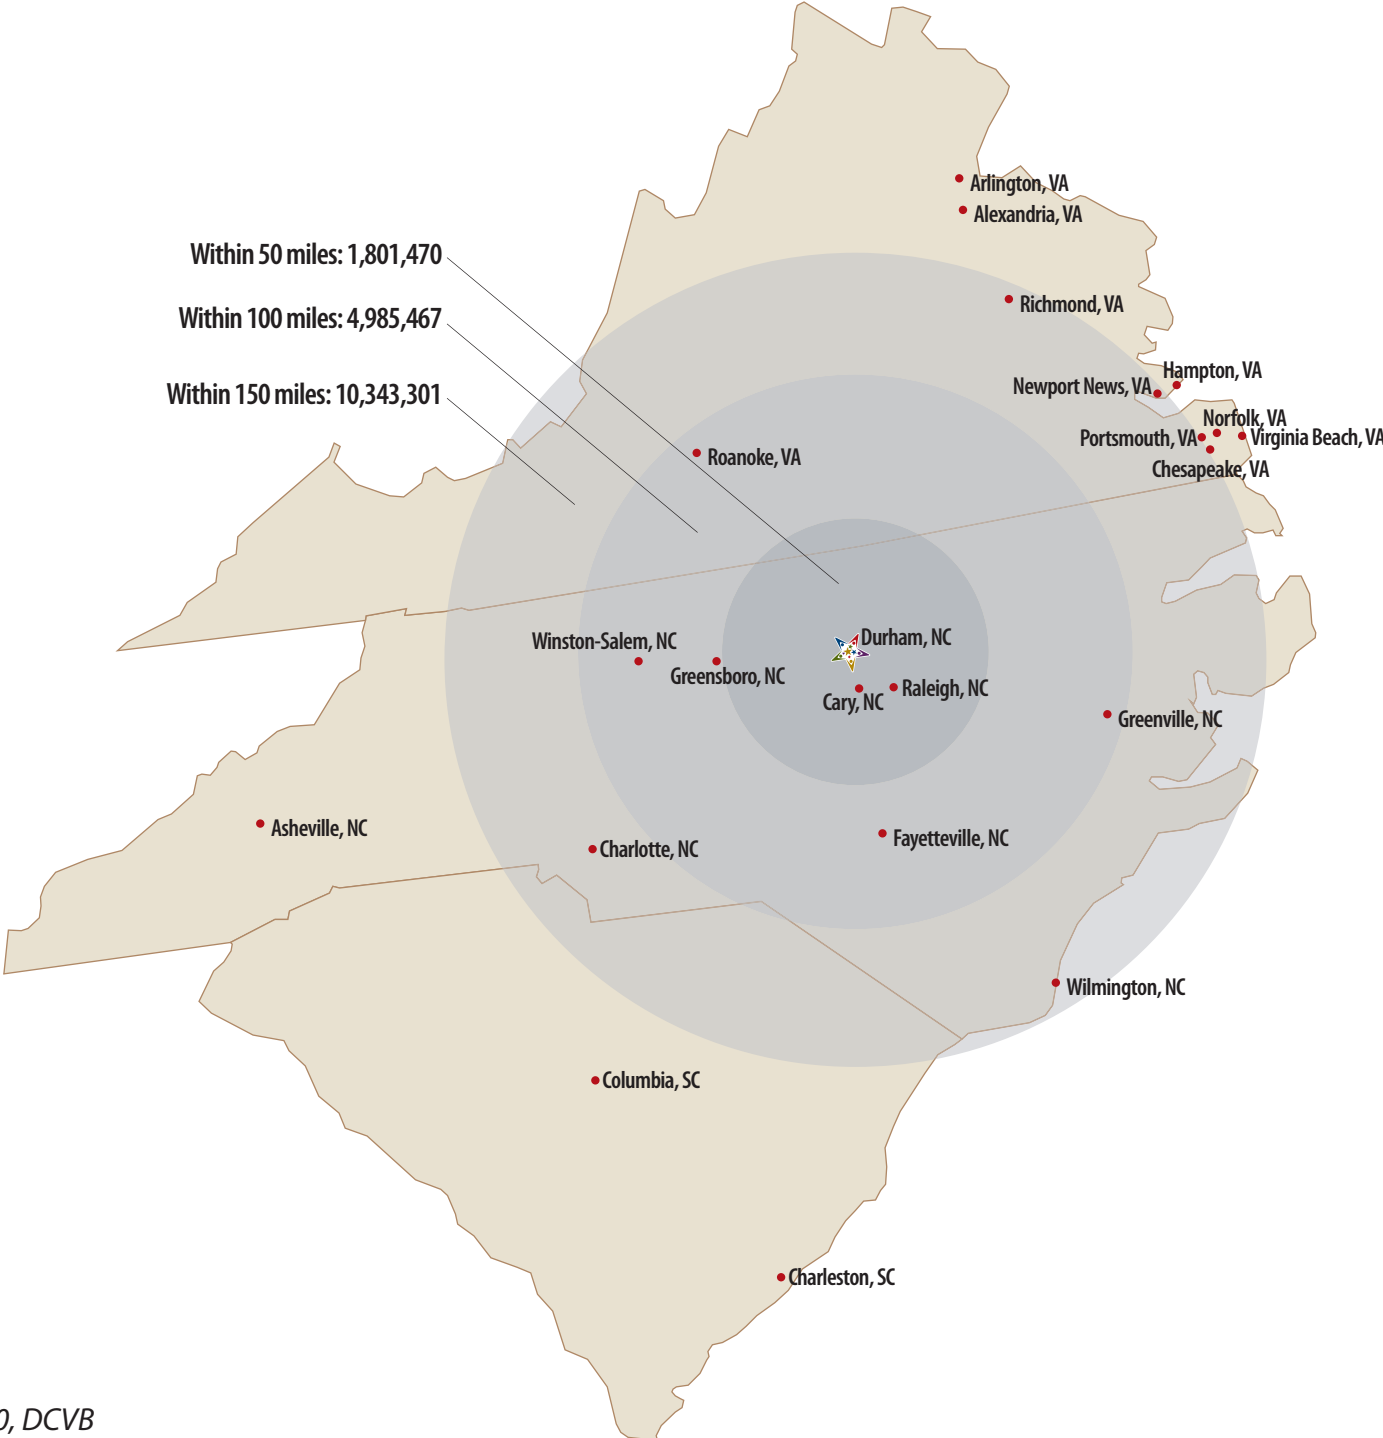 Arlington, VA
Alexandria, VA
Within 50 miles: 1,801,470
Richmond, VA
Within 100 miles: 4,985,467
Hampton, VA
Newport News, VA
Within 150 miles: 10,343,301
Norfolk, VA
Portsmouth, VA
Virginia Beach, VA
Roanoke, VA
Chesapeake, VA
Winston-Salem, NC
Durham, NC
Greensboro, NC
Raleigh, NC
Cary, NC
Greenville, NC
Asheville, NC
Fayetteville, NC
Charlotte, NC
Wilmington, NC
Columbia, SC
Charleston, SC
0, DCVB